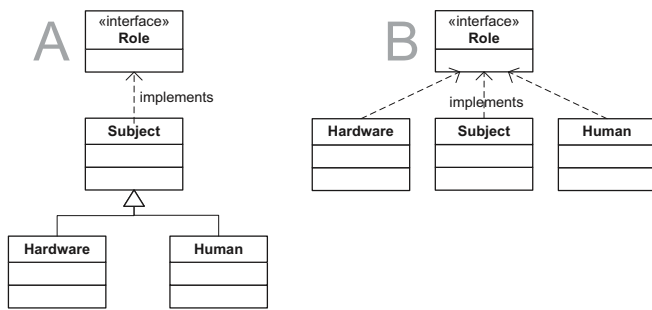 A
«interface»
Role
implements
Subject
Hardware
Human
B
«interface»
Role
implements
Hardware
Subject
Human